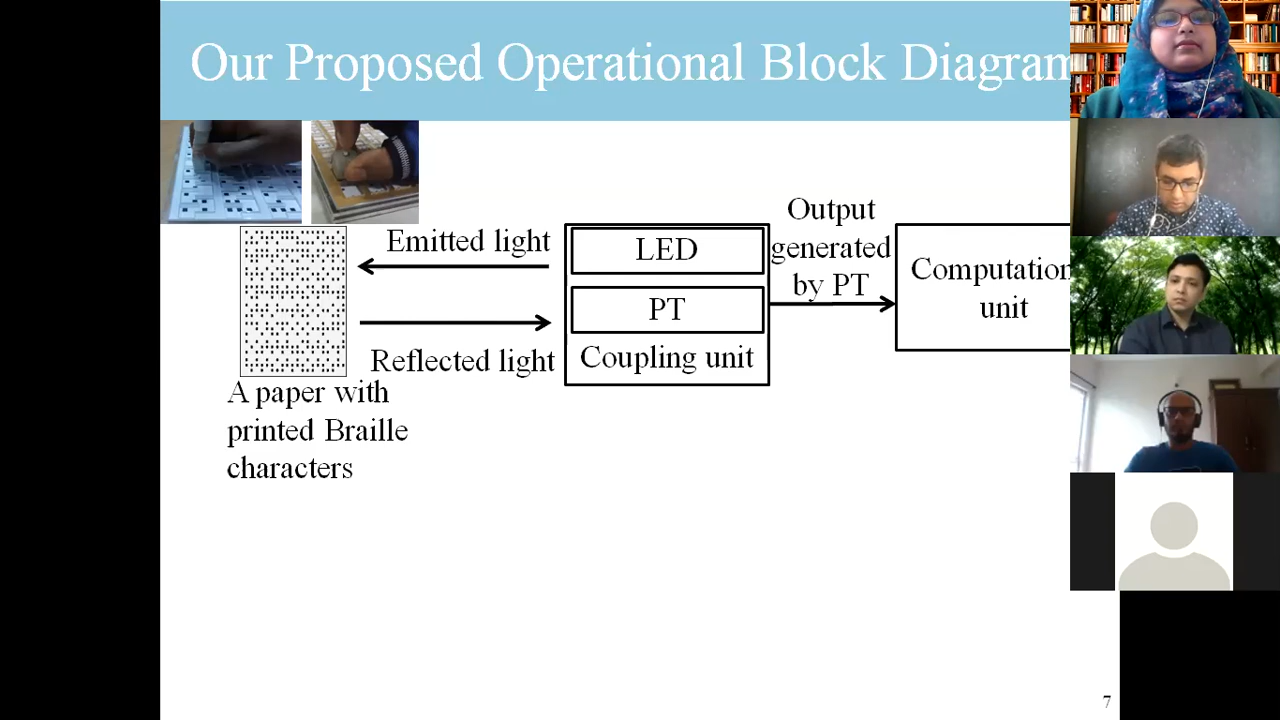 Our Proposed Operational Block Diagram
Emitted light
Reflected light
A paper with
printed Braille
characters
LED
PT
Coupling unit
Output
generated
by PT
Computation
unit
7